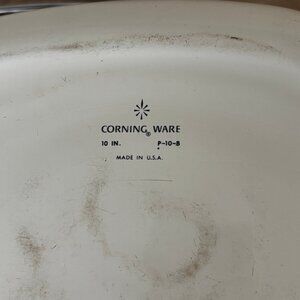 CORNING® WARE
10 IN. P-10-B
MADE IN U.S.A.